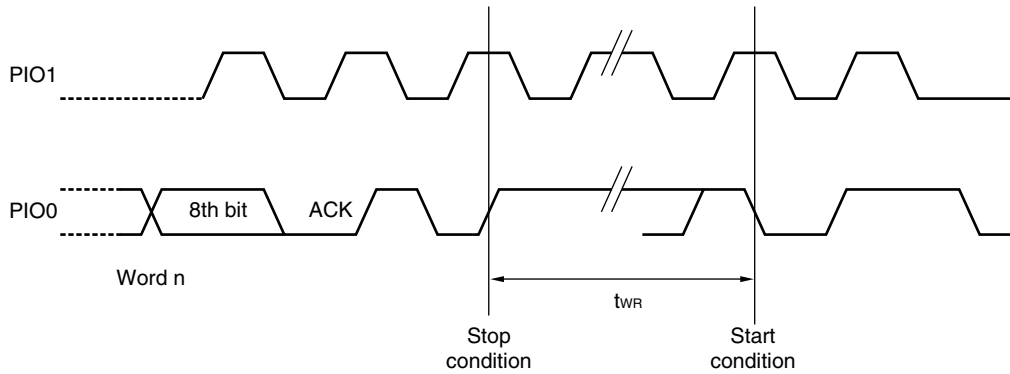 PIO1
PIO0
8th bit
ACK
Word n
tWR
Stop
condition
Start
condition